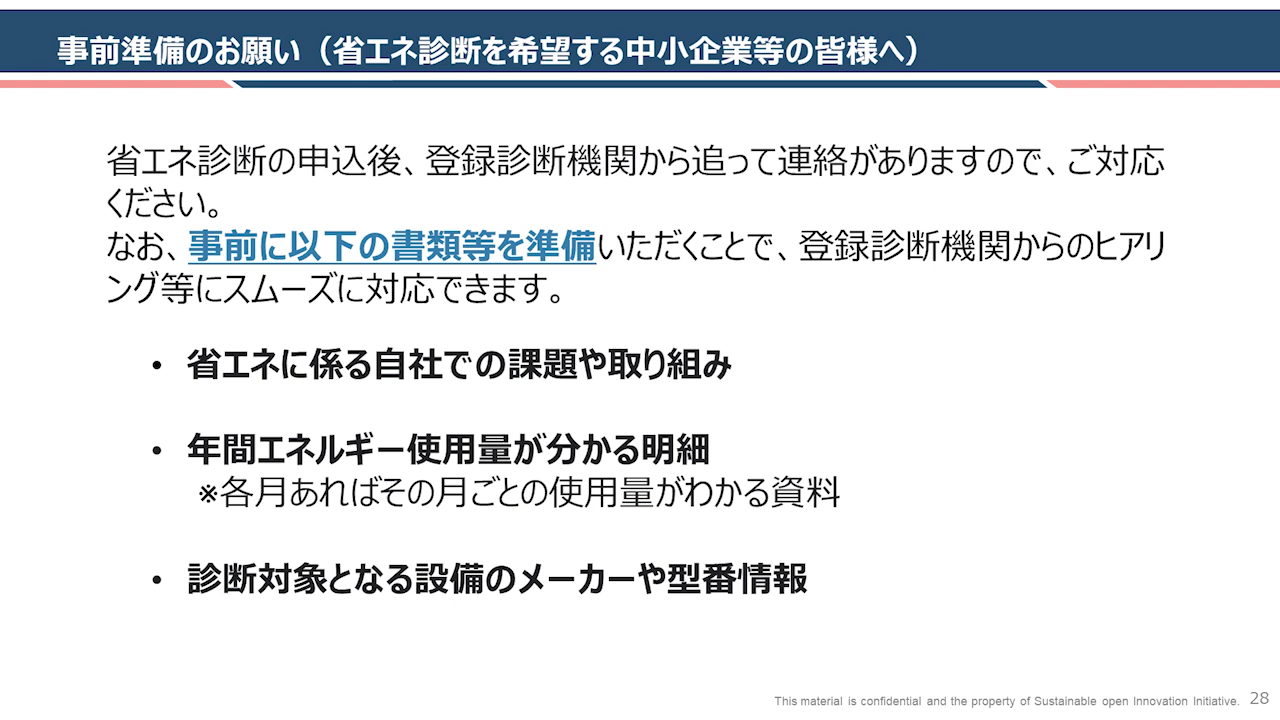 事前準備のお願い（省エネ診断を希望する中小企業等の皆様へ）
省エネ診断の申込後、登録診断機関から追って連絡がありますので、ご対応
ください。
なお、事前に以下の書類等を準備いただくことで、登録診断機関からのヒアリ
ング等にスムーズに対応できます。
• 省エネに係る自社での課題や取り組み
• 年間エネルギー使用量が分かる明細
※各月あればその月ごとの使用量がわかる資料
• 診断対象となる設備のメーカーや型番情報
This material is confidential and the property of Sustainable open Innovation Initiative. 28